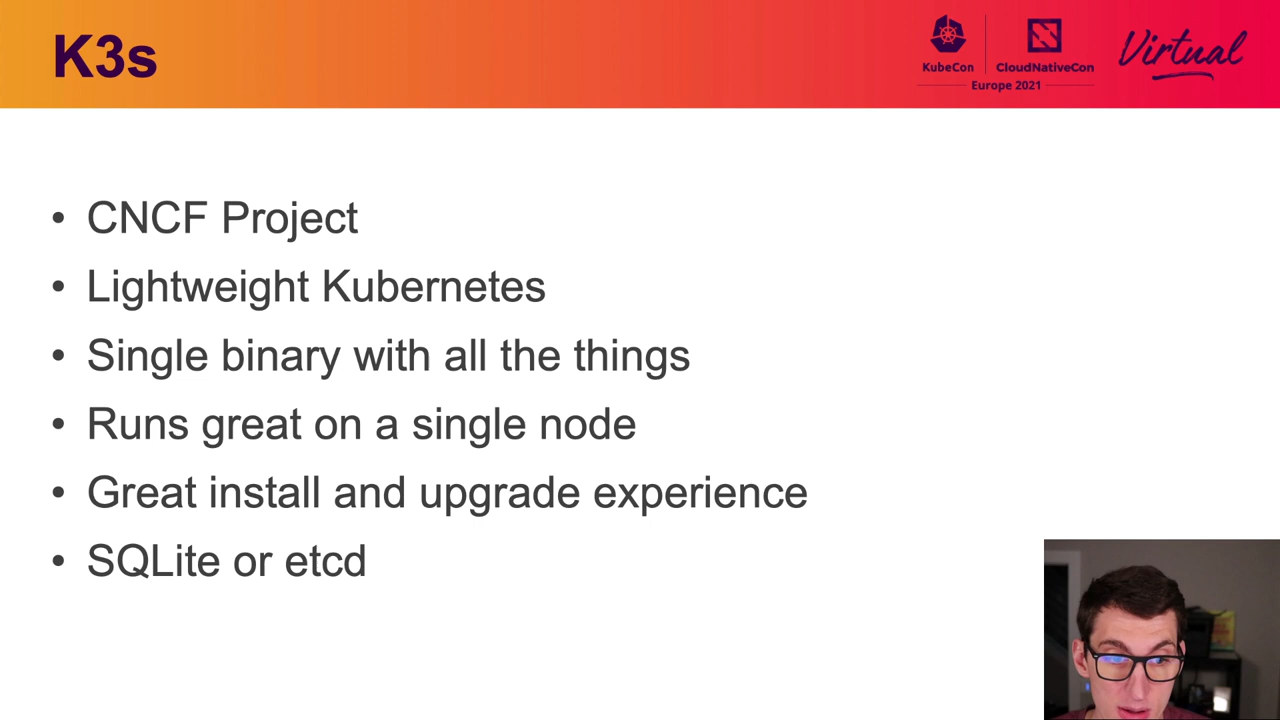 K3s
KubeCon
CloudNativeCon
Europe 2021
Virtual
• CNCF Project
• Lightweight Kubernetes
• Single binary with all the things
• Runs great on a single node
• Great install and upgrade experience
• SQLite or etcd